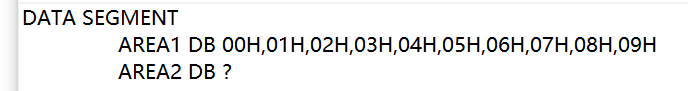 DATA SEGMENT
AREA1 DB 00H,01H,02H,03H,04H,05H,06H,07H,08H,09H
AREA2 DB ?